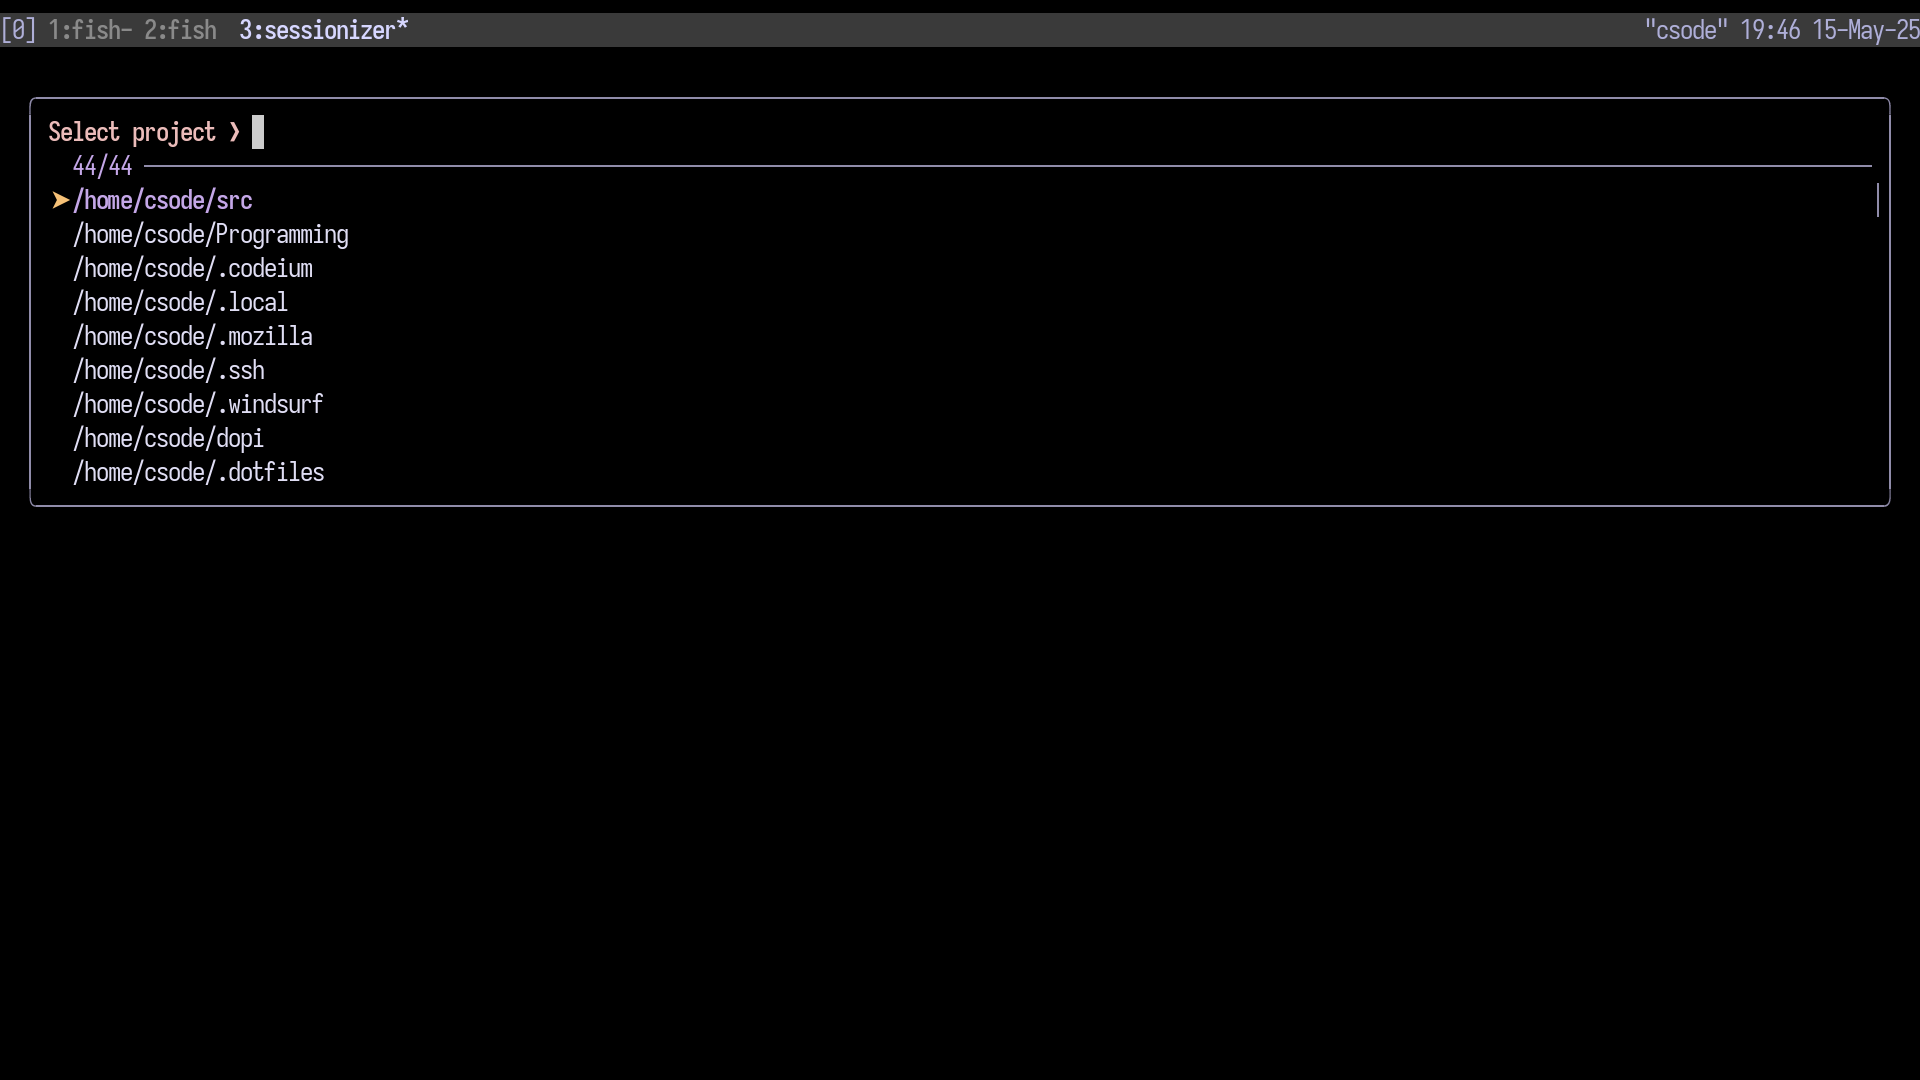 [0] 1:fish- 2:fish  3:sessionizer* "csode" 19:46 15-May-25
Select project ❯
44/44
➤/home/csode/src
/home/csode/Programming
/home/csode/.codeium
/home/csode/.local
/home/csode/.mozilla
/home/csode/.ssh
/home/csode/.windsurf
/home/csode/dopi
/home/csode/.dotfiles